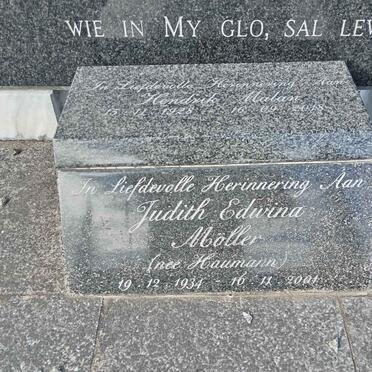 WIE IN MY GLO, SAL LEW
In Liefdevolle Herinnering Aan
Hendrik Malan
In Liefdevolle Herinnering Aan
Judith Edwina
Möller
(nee Haumann)
19.12.1934 - 16.11.2001